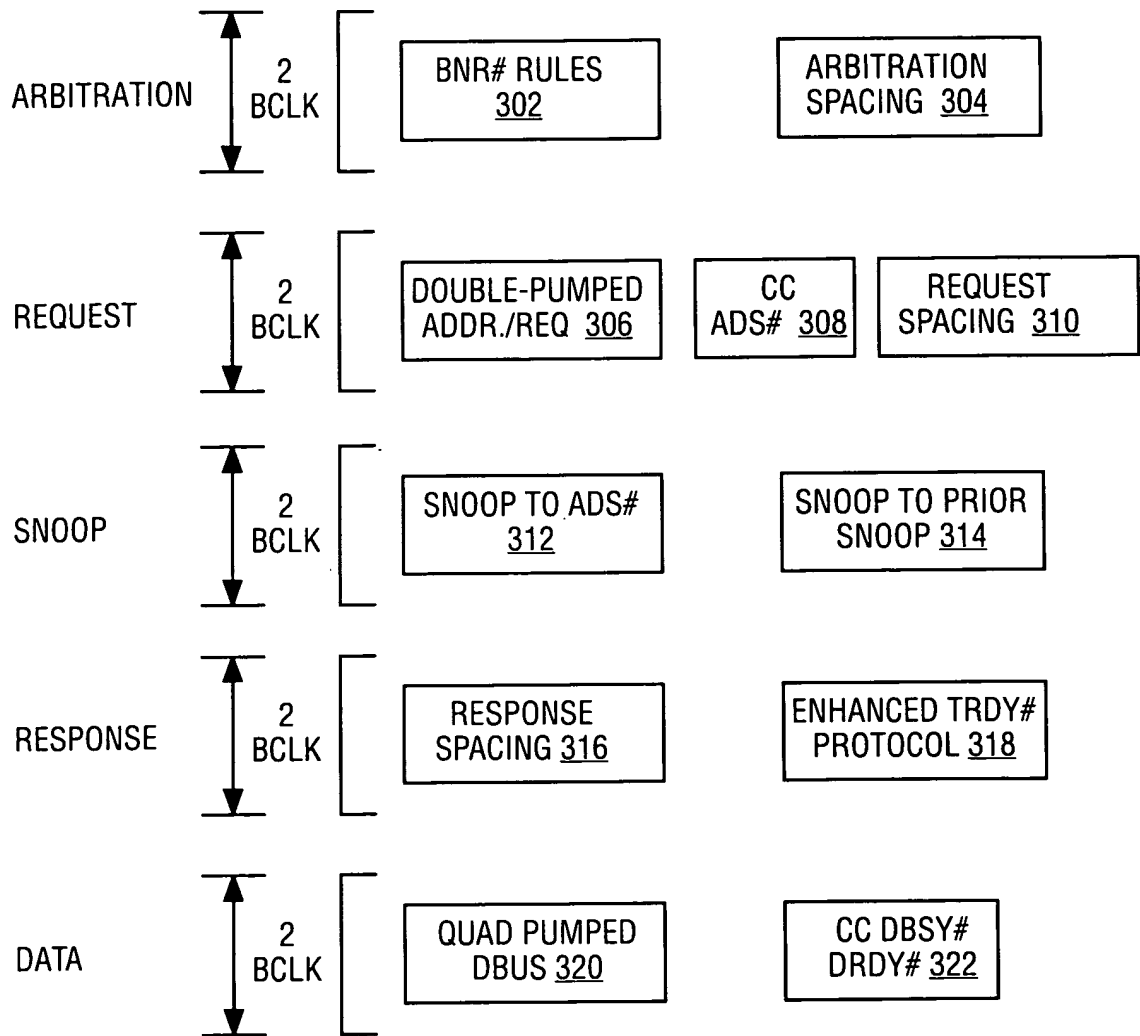 ARBITRATION
2
BCLK
BNR# RULES
302
ARBITRATION
SPACING 304
REQUEST
2
BCLK
DOUBLE-PUMPED
ADDR./REQ 306
CC
ADS# 308
REQUEST
SPACING 310
SNOOP
2
BCLK
SNOOP TO ADS#
312
SNOOP TO PRIOR
SNOOP 314
RESPONSE
2
BCLK
RESPONSE
SPACING 316
ENHANCED TRDY#
PROTOCOL 318
DATA
2
BCLK
QUAD PUMPED
DBUS 320
CC DBSY#
DRDY# 322